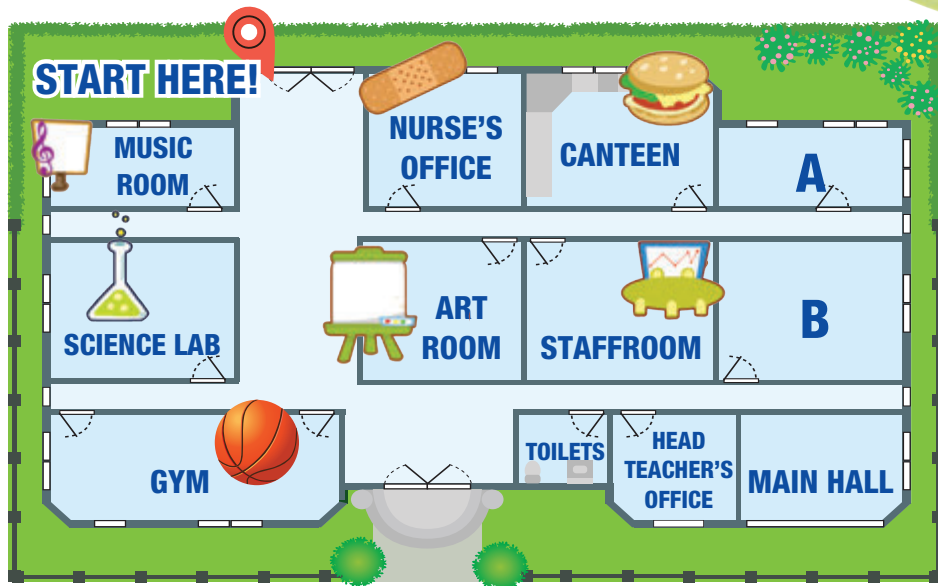 START HERE!
MUSIC
ROOM
NURSE'S
OFFICE
CANTEEN
A
SCIENCE LAB
ART
ROOM
STAFFROOM
B
GYM
TOILETS
HEAD
TEACHER'S
OFFICE
MAIN HALL